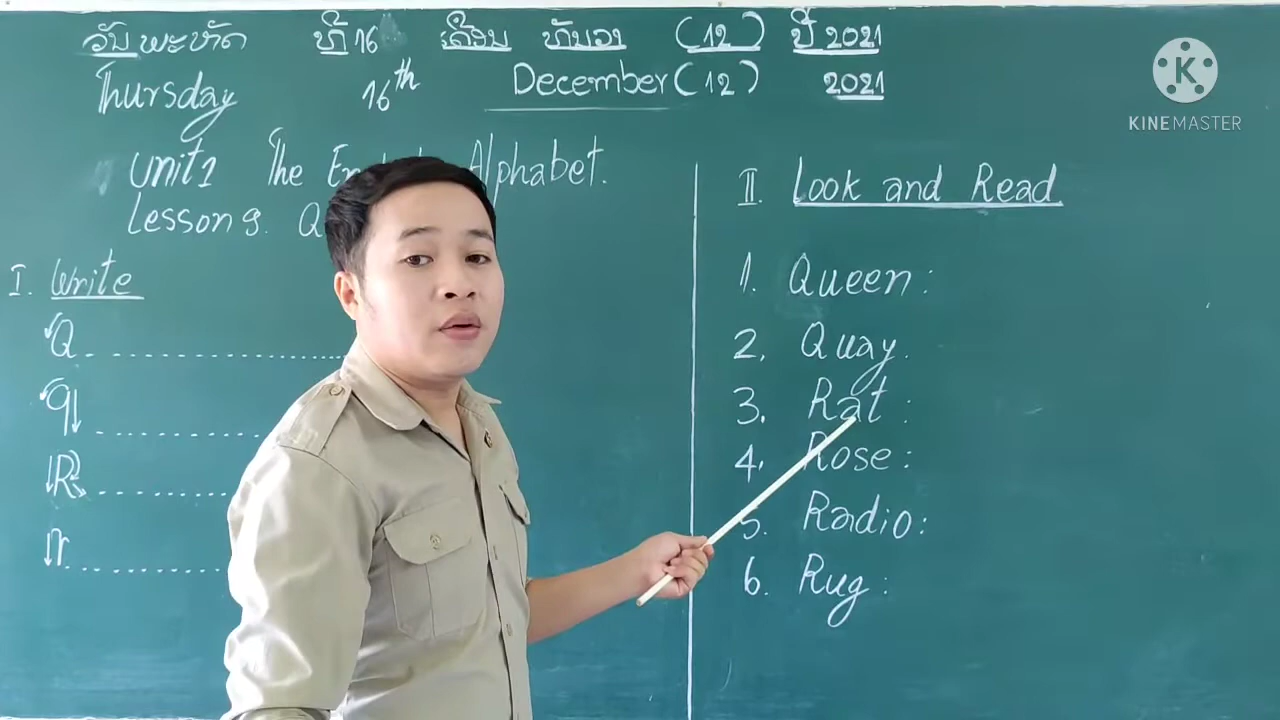 ວັນ ພະຫັດ ທີ 16 ເດືອນ ທັນວາ (12) ປີ 2021
Thursday 16th December (12) 2021
Unit 1 The Alphabet.
Lesson 9. Q
I. Write
Q
q
R
r
II. Look and Read
1. Queen:
2. Quay.
3. Rat:
4. Rose:
5. Radio:
6. Rug:
K
KINEMASTER